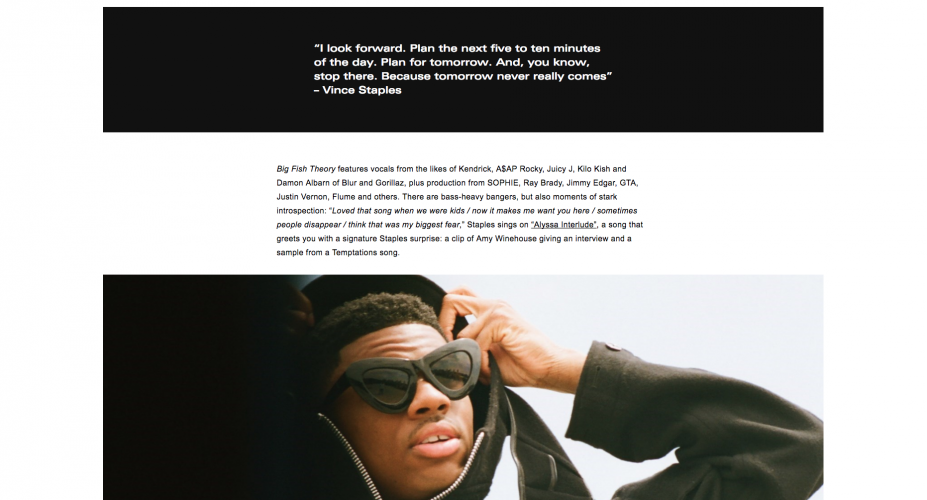 “I look forward. Plan the next five to ten minutes
of the day. Plan for tomorrow. And, you know,
stop there. Because tomorrow never really comes”
– Vince Staples
Big Fish Theory features vocals from the likes of Kendrick, A$AP Rocky, Juicy J, Kilo Kish and
Damon Albarn of Blur and Gorillaz, plus production from SOPHIE, Ray Brady, Jimmy Edgar, GTA,
Justin Vernon, Flume and others. There are bass-heavy bangers, but also moments of stark
introspection: “Loved that song when we were kids / now it makes me want you here / sometimes
people disappear / think that was my biggest fear,” Staples sings on “Alyssa Interlude”, a song that
greets you with a signature Staples surprise: a clip of Amy Winehouse giving an interview and a
sample from a Temptations song.